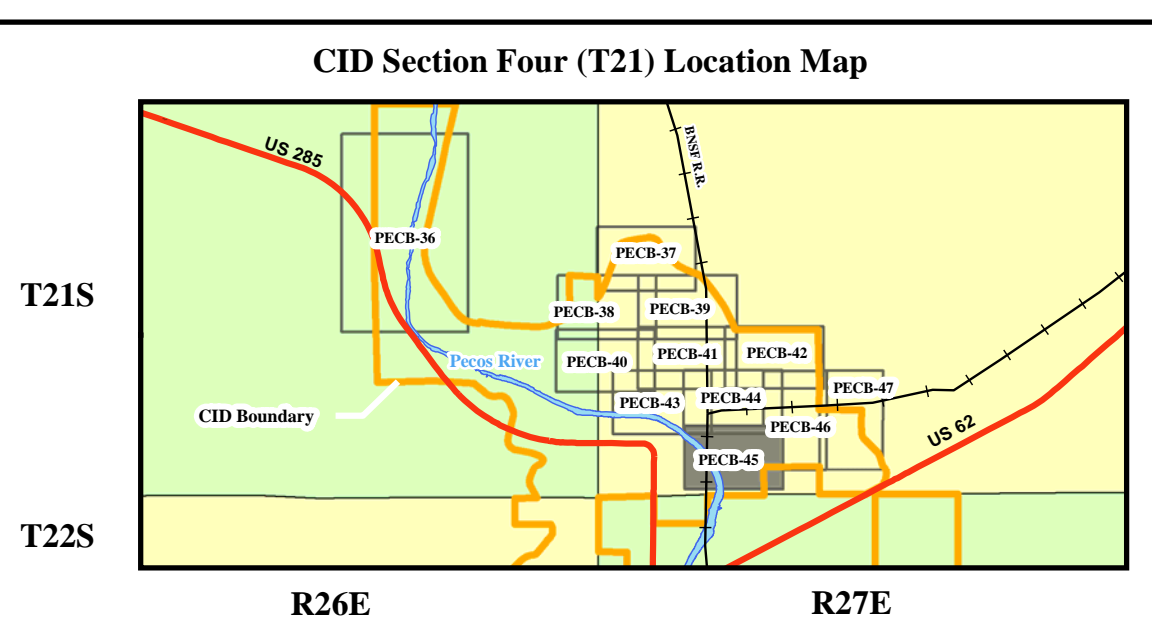 CID Section Four (T21) Location Map
US 285
BNSF R.R.
PECB-36
PECB-37
T21S
PECB-38
PECB-39
Pecos River
PECB-40
PECB-41
PECB-42
CID Boundary
PECB-43
PECB-44
PECB-47
PECB-46
US 62
PECB-45
T22S
R26E
R27E